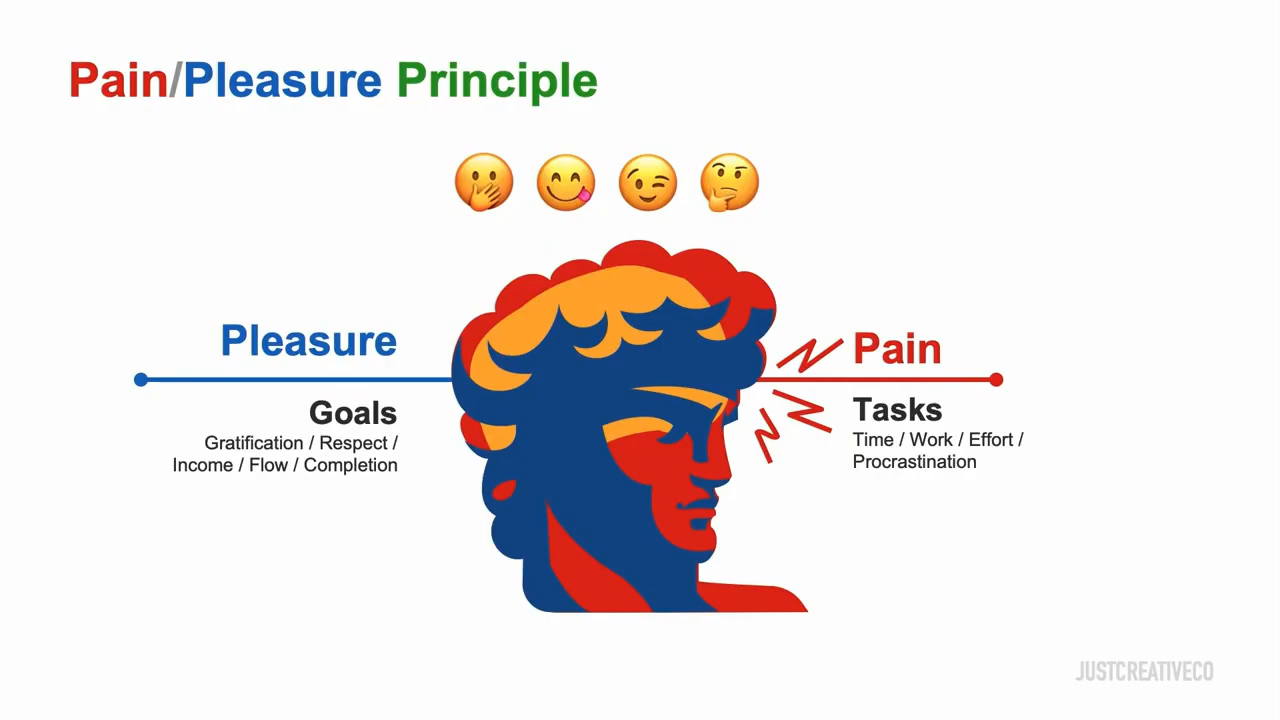 Pain/Pleasure Principle
Pleasure
Goals
Gratification / Respect /
Income / Flow / Completion
Pain
Tasks
Time / Work / Effort /
Procrastination
JUSTCREATIVECO